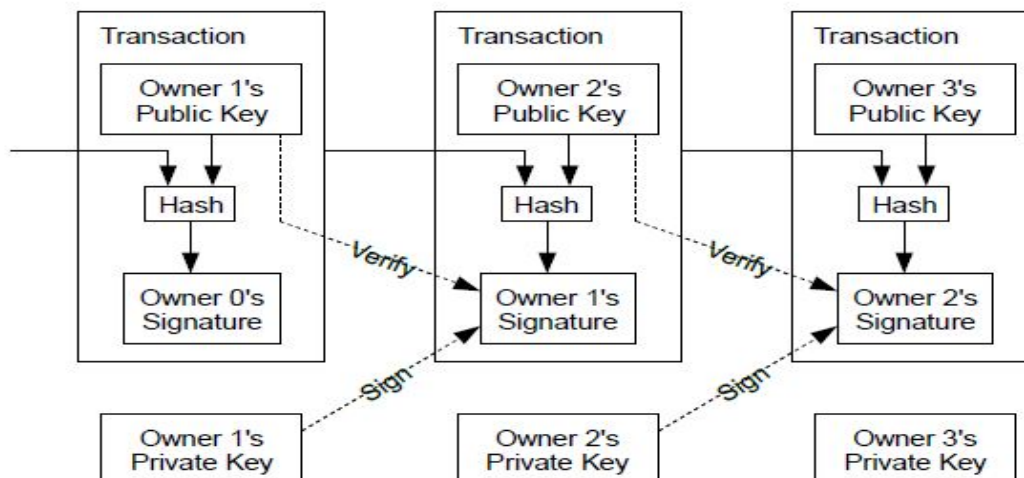 Transaction
Owner 1's
Public Key
Hash
Verify
Owner 0's
Signature
Transaction
Owner 2's
Public Key
Hash
Verify
Owner 1's
Signature
Transaction
Owner 3's
Public Key
Hash
Owner 2's
Signature
Sign
Sign
Owner 1's
Private Key
Owner 2's
Private Key
Owner 3's
Private Key